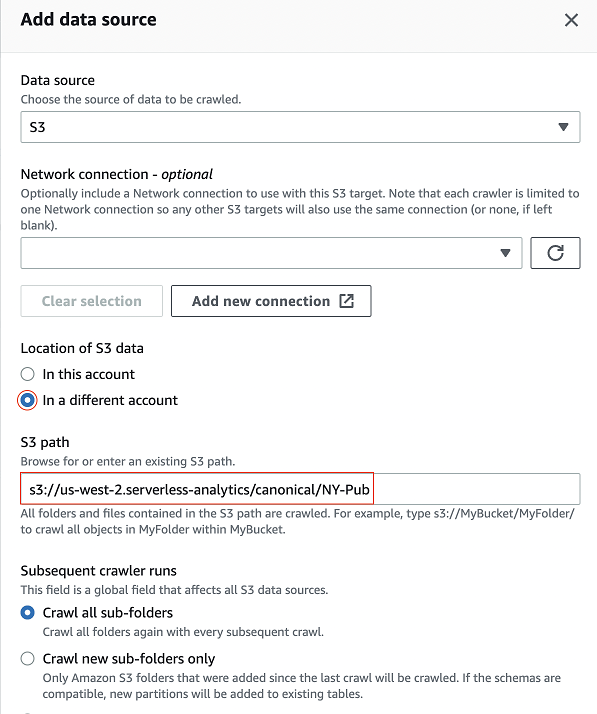 Add data source
Data source
Choose the source of data to be crawled.
S3
Network connection - optional
Optionally include a Network connection to use with this S3 target. Note that each crawler is limited to
one Network connection so any other S3 targets will also use the same connection (or none, if left
blank).
Clear selection
Add new connection
Location of S3 data
In this account
In a different account
S3 path
Browse for or enter an existing S3 path.
s3://us-west-2.serverless-analytics/canonical/NY-Pub
All folders and files contained in the S3 path are crawled. For example, type s3://MyBucket/MyFolder/
to crawl all objects in MyFolder within MyBucket.
Subsequent crawler runs
This field is a global field that affects all S3 data sources.
Crawl all sub-folders
Crawl all folders again with every subsequent crawl.
Crawl new sub-folders only
Only Amazon S3 folders that were added since the last crawl will be crawled. If the schemas are
compatible, new partitions will be added to existing tables.